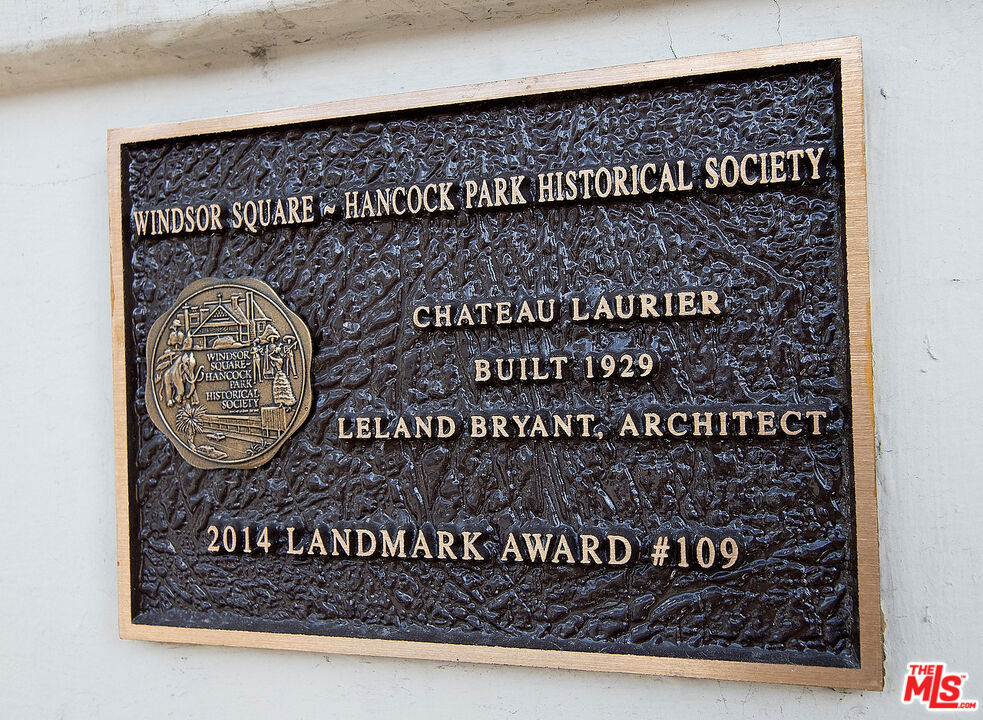 WINDSOR SQUARE ~ HANCOCK PARK HISTORICAL SOCIETY
WINDSOR
SQUARE-
HANCOCK
PARK
HISTORICAL
SOCIETY
CHATEAU LAURIER
BUILT 1929
LELAND BRYANT, ARCHITECT
2014 LANDMARK AWARD #109
THE
MLS
.COM